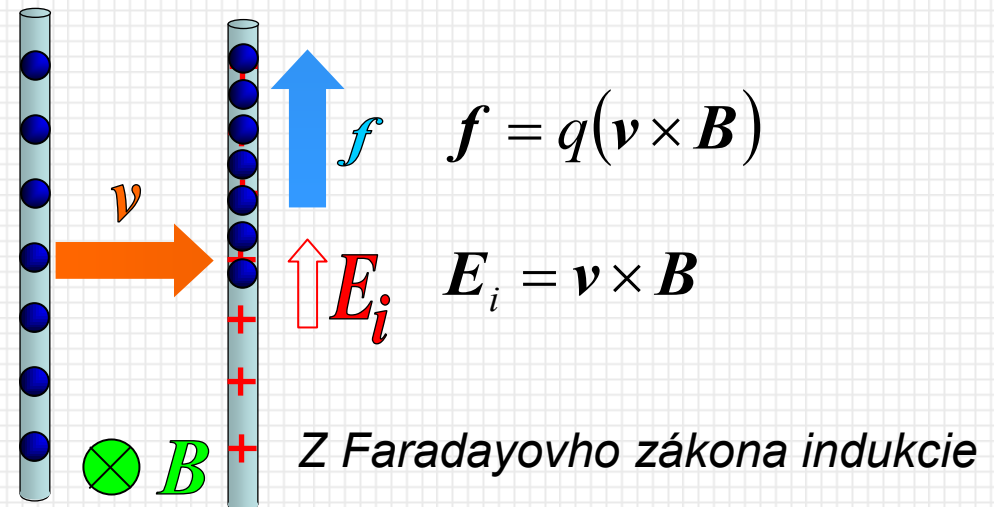 f
f = q(v × B)
v
E_i
E_i = v × B
+
+
+
B
Z Faradayovho zákona indukcie